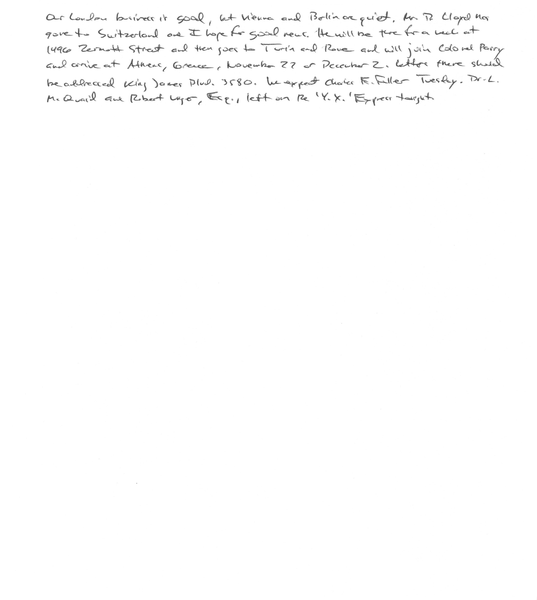 Our London business is good, but Vienna and Berlin are quiet. Mr. D. Lloyd has
gone to Switzerland and I hope for good news. He will be there for a week at
1496 Zermott Street and then goes to Turin and Rome and will join Colonel Parry
and arrive at Athens, Greece, November 27 or December 2. Letters there should
be addressed King James Blvd. 3580. We expect Charles E. Fuller Tuesday. Dr. L.
McQuaid and Robert Unger, Esq., left on the 'Y.X.' Express tonight.